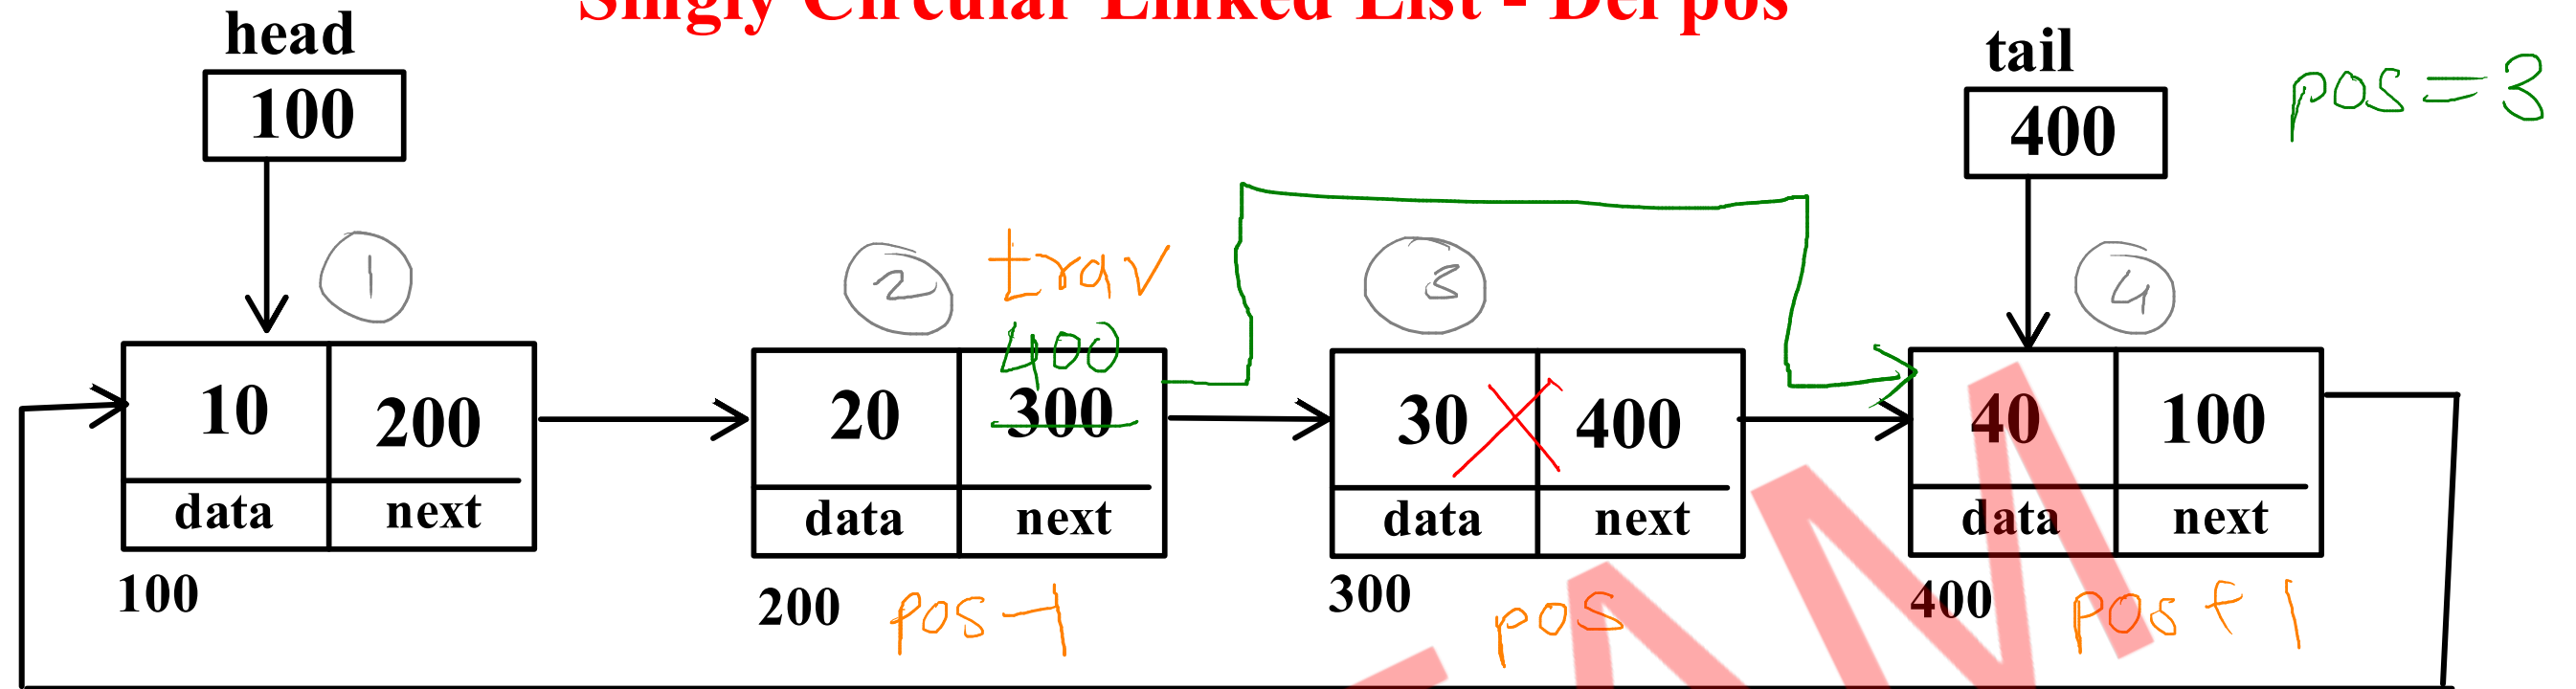 Singly Circular Linked List - Del pos
head
tail
100
400
pos = 3
1
2
trav
3
4
400
10 200
20 300
30 400
40 100
data next
data next
data next
data next
100
200 pos-1
300 pos
400 pos+1